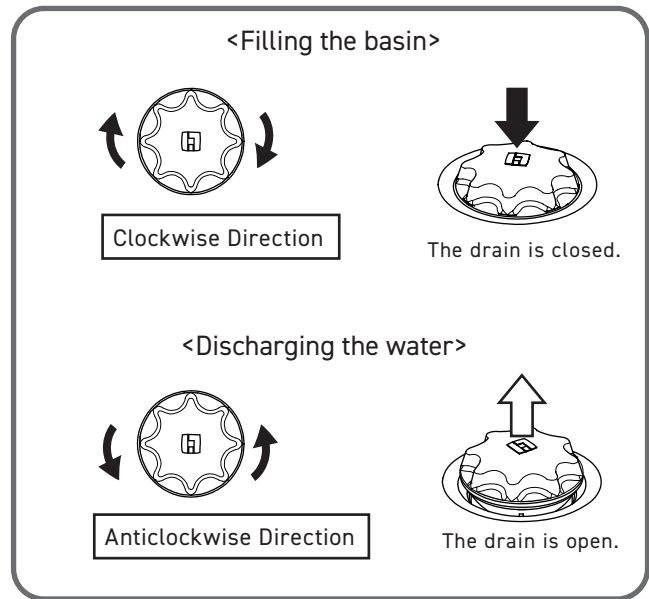 <Filling the basin>
Clockwise Direction
The drain is closed.
<Discharging the water>
Anticlockwise Direction
The drain is open.